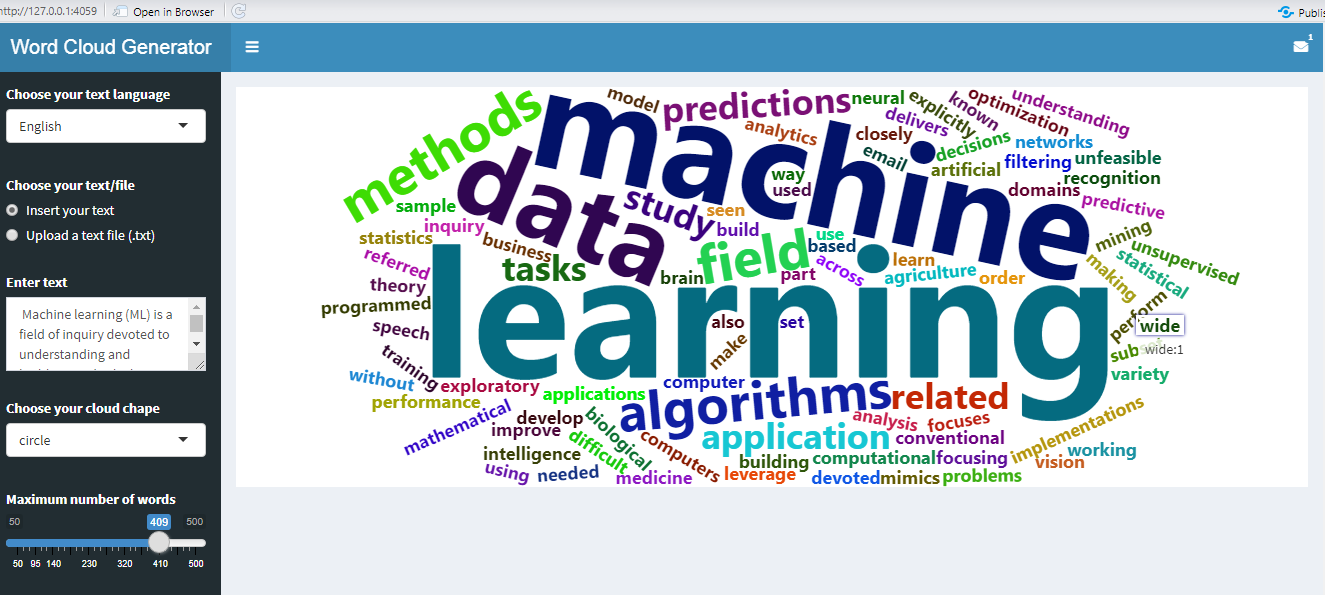 http://127.0.0.1:4059
Open in Browser
Publis
Word Cloud Generator
1
Choose your text language
English
Choose your text/file
Insert your text
Upload a text file (.txt)
Enter text
Machine learning (ML) is a
field of inquiry devoted to
understanding and
Choose your cloud chape
circle
Maximum number of words
50 409 500
50 95 140 230 320 410 500
model
predictions
neural
explicitly
known
optimization
understanding
methods
machine
analytics
delivers
closely
decisions
networks
email
artificial
filtering
unfeasible
recognition
data
way
used
domains
predictive
sample
study
seen
inquiry
build
use
mining
statistics
business
field
based
unsupervised
referred
tasks
brain
part
across
learn
agriculture
order
making
statistical
theory
programmed
learning
perform
speech
also
set
wide
wide:1
make
training
variety
without
exploratory
applications
computer
performance
algorithms
related
mathematical
develop
biological
analysis
focuses
implementations
improve
difficult
computers
application
conventional
intelligence
building
computational
focusing
vision
working
using
needed
medicine
leverage
devoted
mimics
problems